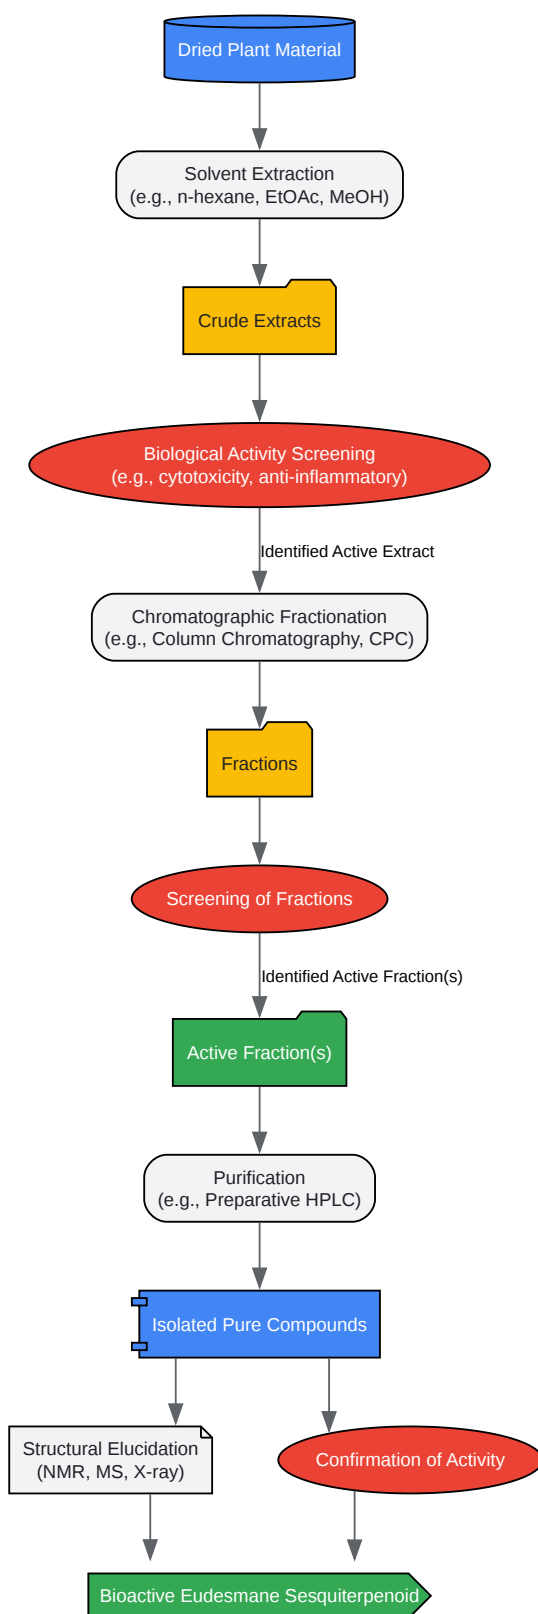 Dried Plant Material
Solvent Extraction
(e.g., n-hexane, EtOAc, MeOH)
Crude Extracts
Biological Activity Screening
(e.g., cytotoxicity, anti-inflammatory)
Identified Active Extract
Chromatographic Fractionation
(e.g., Column Chromatography, CPC)
Fractions
Screening of Fractions
Identified Active Fraction(s)
Active Fraction(s)
Purification
(e.g., Preparative HPLC)
Isolated Pure Compounds
Structural Elucidation
(NMR, MS, X-ray)
Confirmation of Activity
Bioactive Eudesmane Sesquiterpenoid